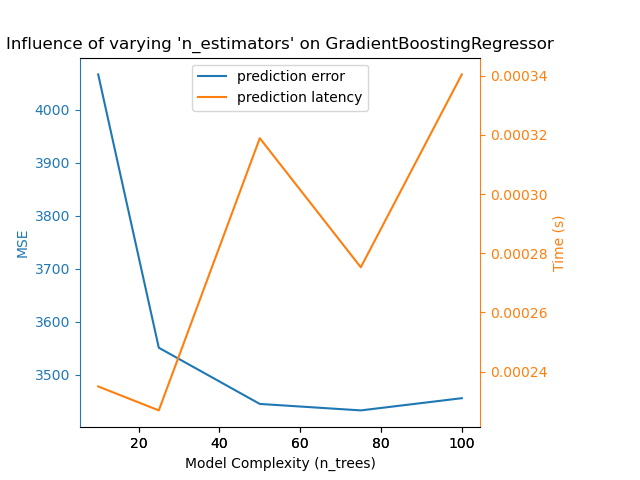 Influence of varying 'n_estimators' on GradientBoostingRegressor
prediction error
prediction latency
MSE
4000
3900
3800
3700
3600
3500
0.00034
0.00032
0.00030
0.00028
0.00026
0.00024
Time (s)
20 40 60 80 100
Model Complexity (n_trees)